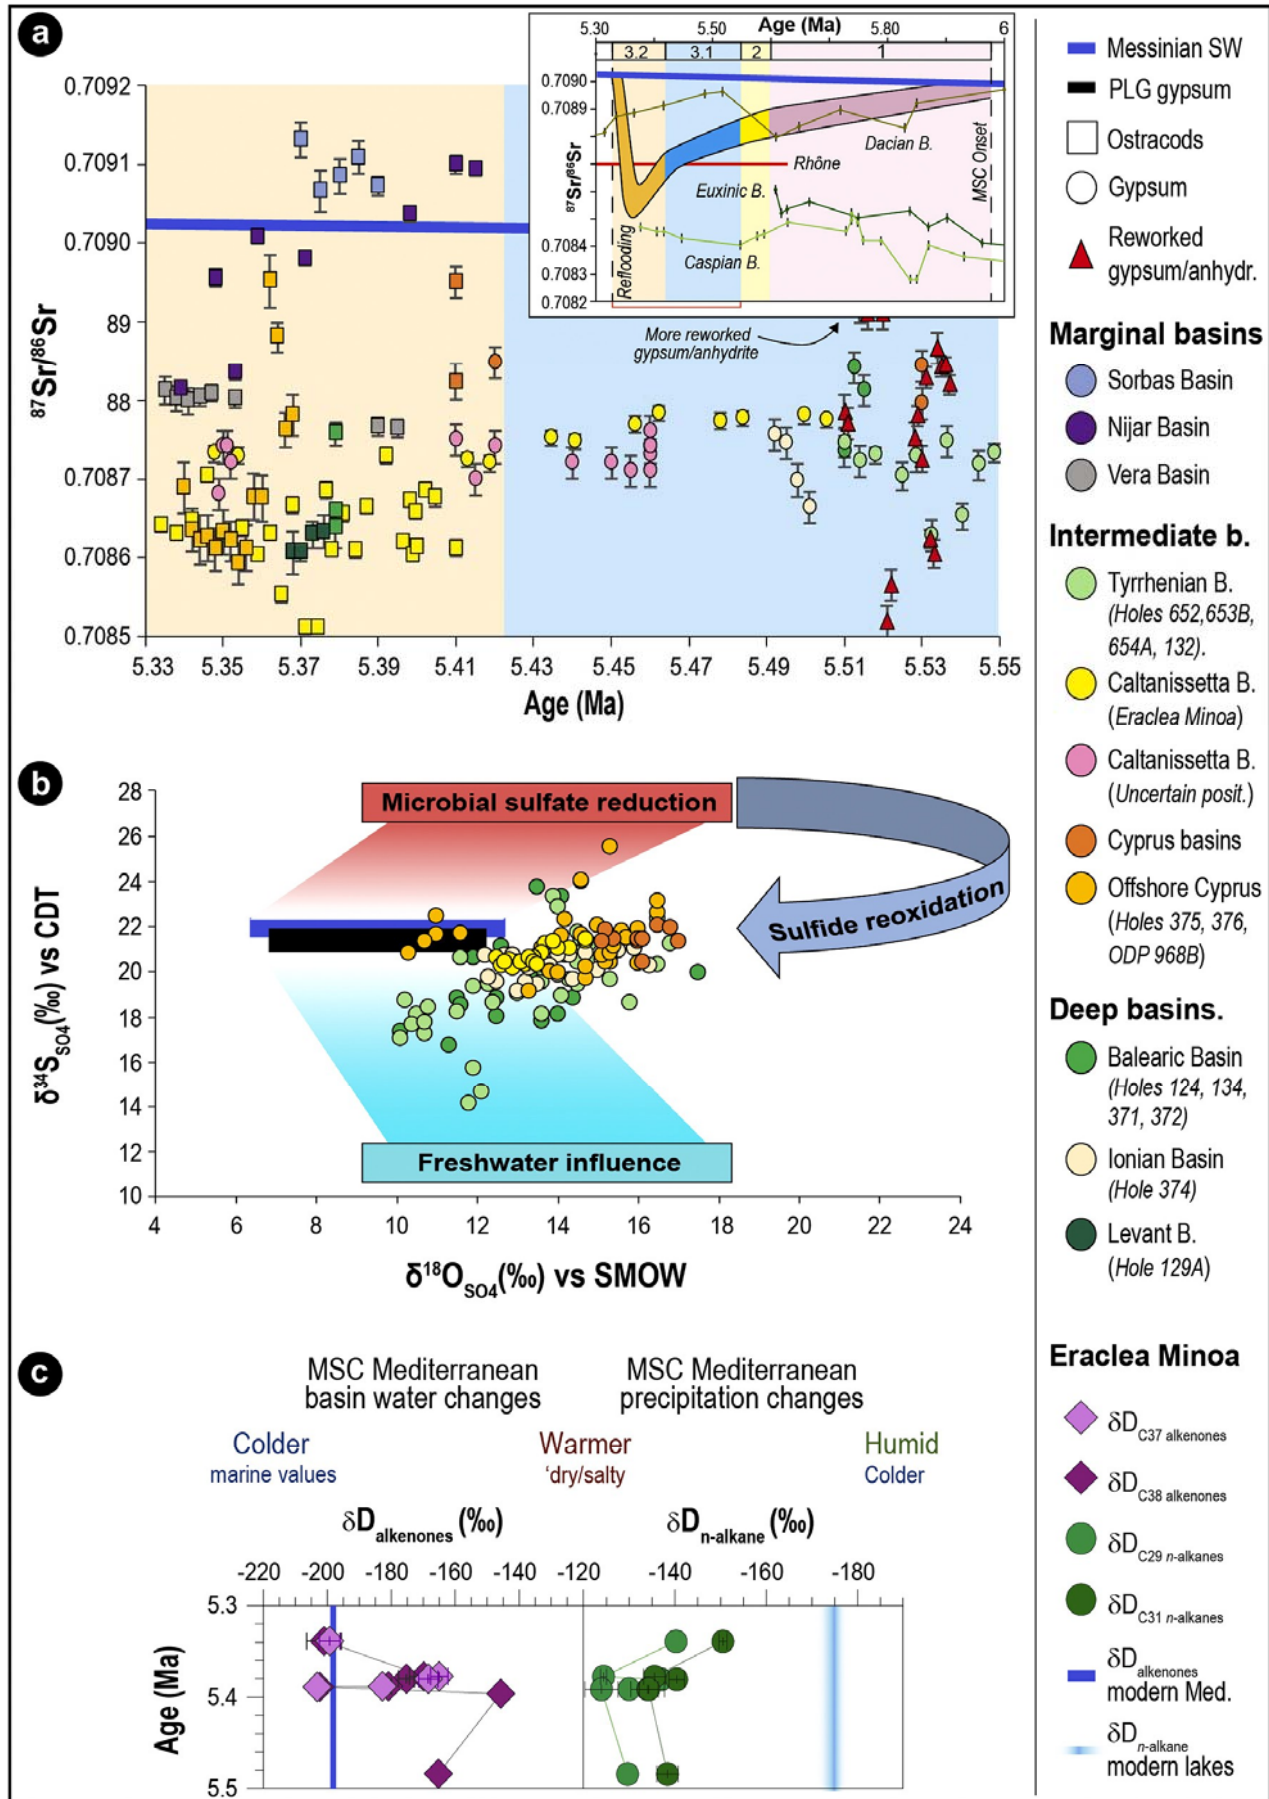 a
0.7092
0.7091
0.7090
89
88
0.7087
0.7086
0.7085
87Sr/86Sr
5.33
5.35
5.37
5.39
5.41
5.43
5.45
5.47
5.49
5.51
5.53
5.55
Age (Ma)
More reworked
gypsum/anhydrite
Age (Ma)
5.30
5.50
5.80
6
3.2
3.1
2
1
0.7090
0.7089
0.7084
0.7083
0.7082
87Sr/86Sr
Dacian B.
Rhône
Euxinic B.
Caspian B.
Reflooding
MSC Onset
Messinian SW
PLG gypsum
Ostracods
Gypsum
Reworked
gypsum/anhydr.
Marginal basins
Sorbas Basin
Nijar Basin
Vera Basin
Intermediate b.
Tyrrhenian B.
(Holes 652,653B,
654A, 132).
Caltanissetta B.
(Eraclea Minoa)
Caltanissetta B.
(Uncertain posit.)
Cyprus basins
Offshore Cyprus
(Holes 375, 376,
ODP 968B)
Deep basins.
Balearic Basin
(Holes 124, 134,
371, 372)
Ionian Basin
(Hole 374)
Levant B.
(Hole 129A)
b
28
26
24
22
20
18
16
14
12
10
δ34SSO4(‰) vs CDT
Microbial sulfate reduction
Sulfide reoxidation
Freshwater influence
4
6
8
10
12
14
16
18
20
22
24
δ18OSO4(‰) vs SMOW
c
MSC Mediterranean
basin water changes
MSC Mediterranean
precipitation changes
Colder
marine values
Warmer
'dry/salty
Humid
Colder
δDalkenones (‰)
δDn-alkane (‰)
-220
-200
-180
-160
-140
-120
-140
-160
-180
5.3
5.4
5.5
Age (Ma)
Eraclea Minoa
δDC37 alkenones
δDC38 alkenones
δDC29 n-alkanes
δDC31 n-alkanes
δDalkenones
modern Med.
δDn-alkane
modern lakes